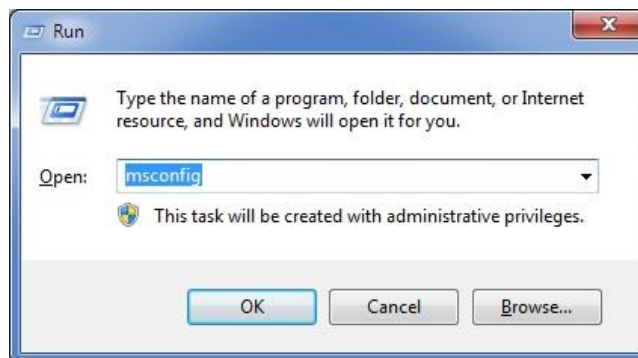 Run
Type the name of a program, folder, document, or Internet
resource, and Windows will open it for you.
Open: msconfig
This task will be created with administrative privileges.
OK Cancel Browse...